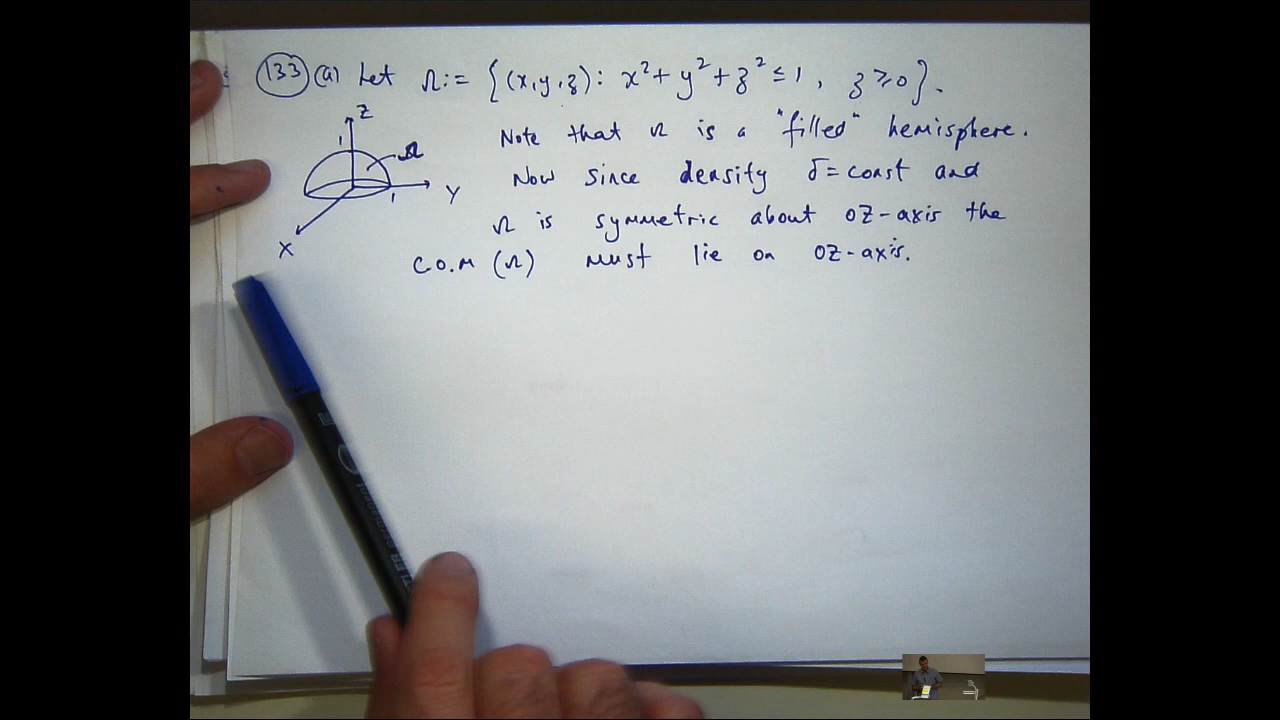 133 (a) Let Ω := {(x,y,z): x²+y²+z² ≤ 1, z ≥ 0}.
Z
1
Ω
1
Y
X
Note that Ω is a "filled" hemisphere.
Now since density δ = const and
Ω is symmetric about OZ-axis the
C.O.M (Ω) must lie on OZ-axis.